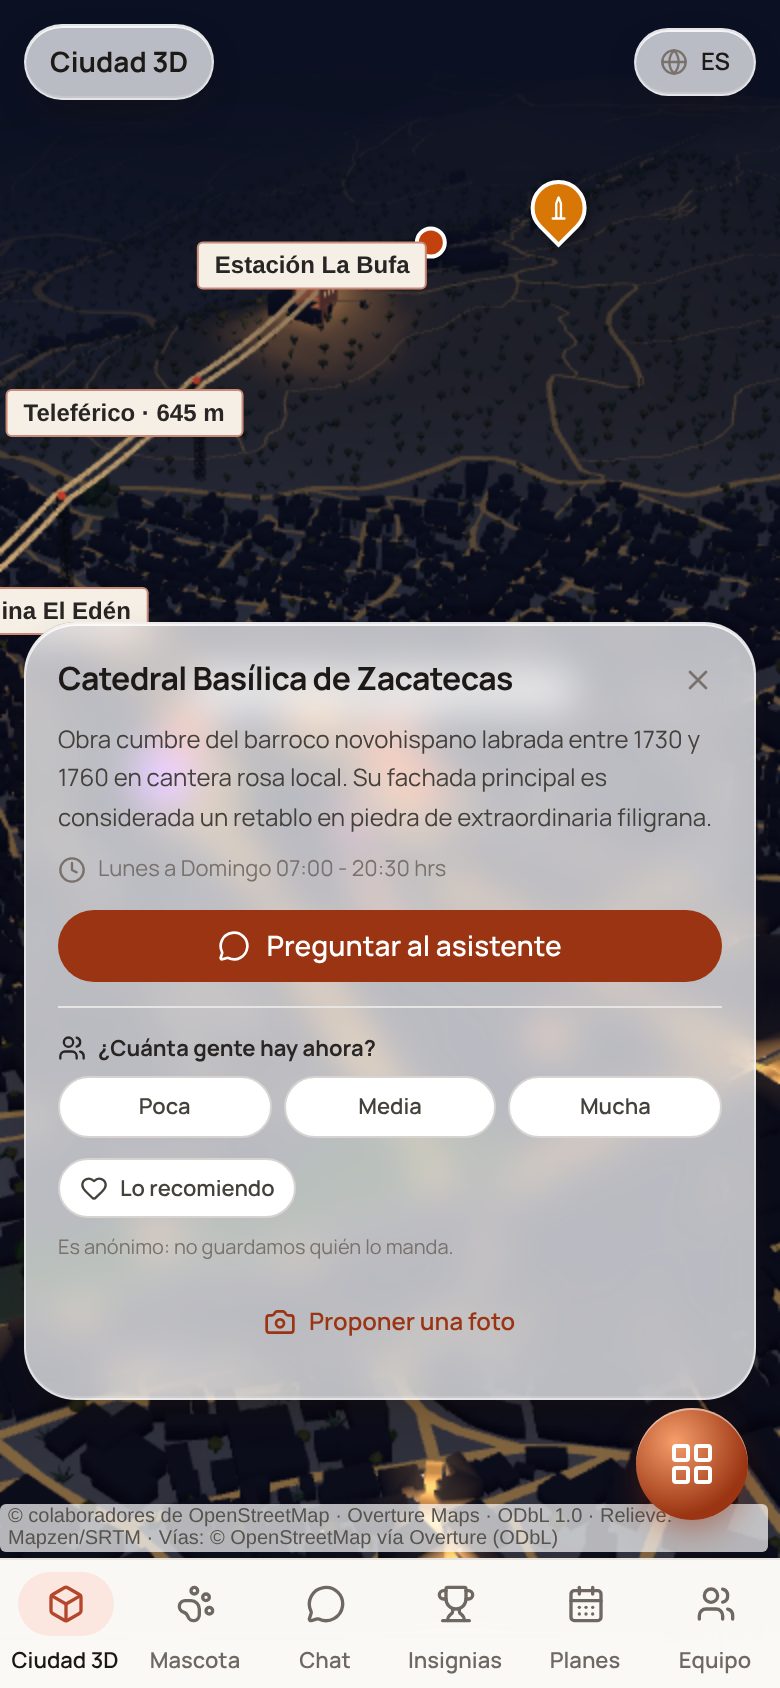 Ciudad 3D
ES
Estación La Bufa
Teleférico · 645 m
ina El Edén
Catedral Basílica de Zacatecas
Obra cumbre del barroco novohispano labrada entre 1730 y
1760 en cantera rosa local. Su fachada principal es
considerada un retablo en piedra de extraordinaria filigrana.
Lunes a Domingo 07:00 - 20:30 hrs
Preguntar al asistente
¿Cuánta gente hay ahora?
Poca
Media
Mucha
Lo recomiendo
Es anónimo: no guardamos quién lo manda.
Proponer una foto
© colaboradores de OpenStreetMap · Overture Maps · ODbL 1.0 · Relieve:
Mapzen/SRTM · Vías: © OpenStreetMap vía Overture (ODbL)
Ciudad 3D
Mascota
Chat
Insignias
Planes
Equipo